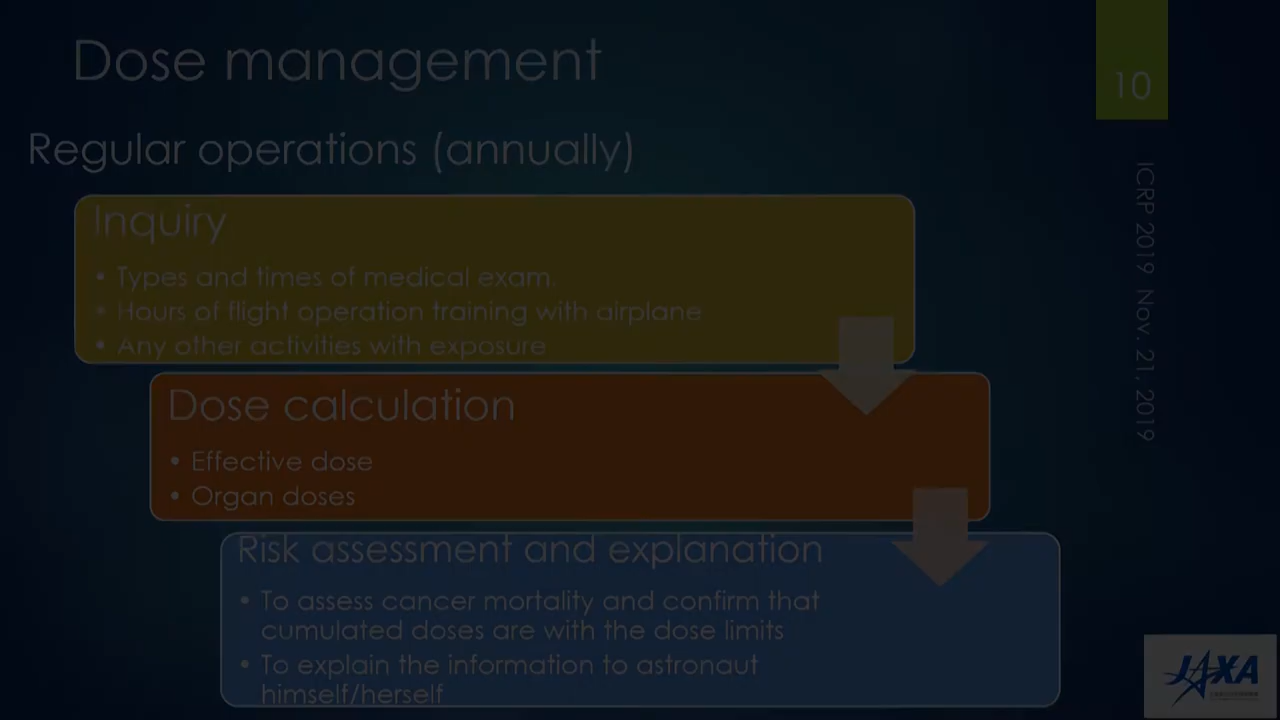 Dose management
10
Regular operations (annually)
Inquiry
• Types and times of medical exam.
• Hours of flight operation training with airplane
• Any other activities with exposure
Dose calculation
• Effective dose
• Organ doses
Risk assessment and explanation
• To assess cancer mortality and confirm that
cumulated doses are with the dose limits
• To explain the information to astronaut
himself/herself
ICRP 2019 Nov. 21, 2019
JAXA